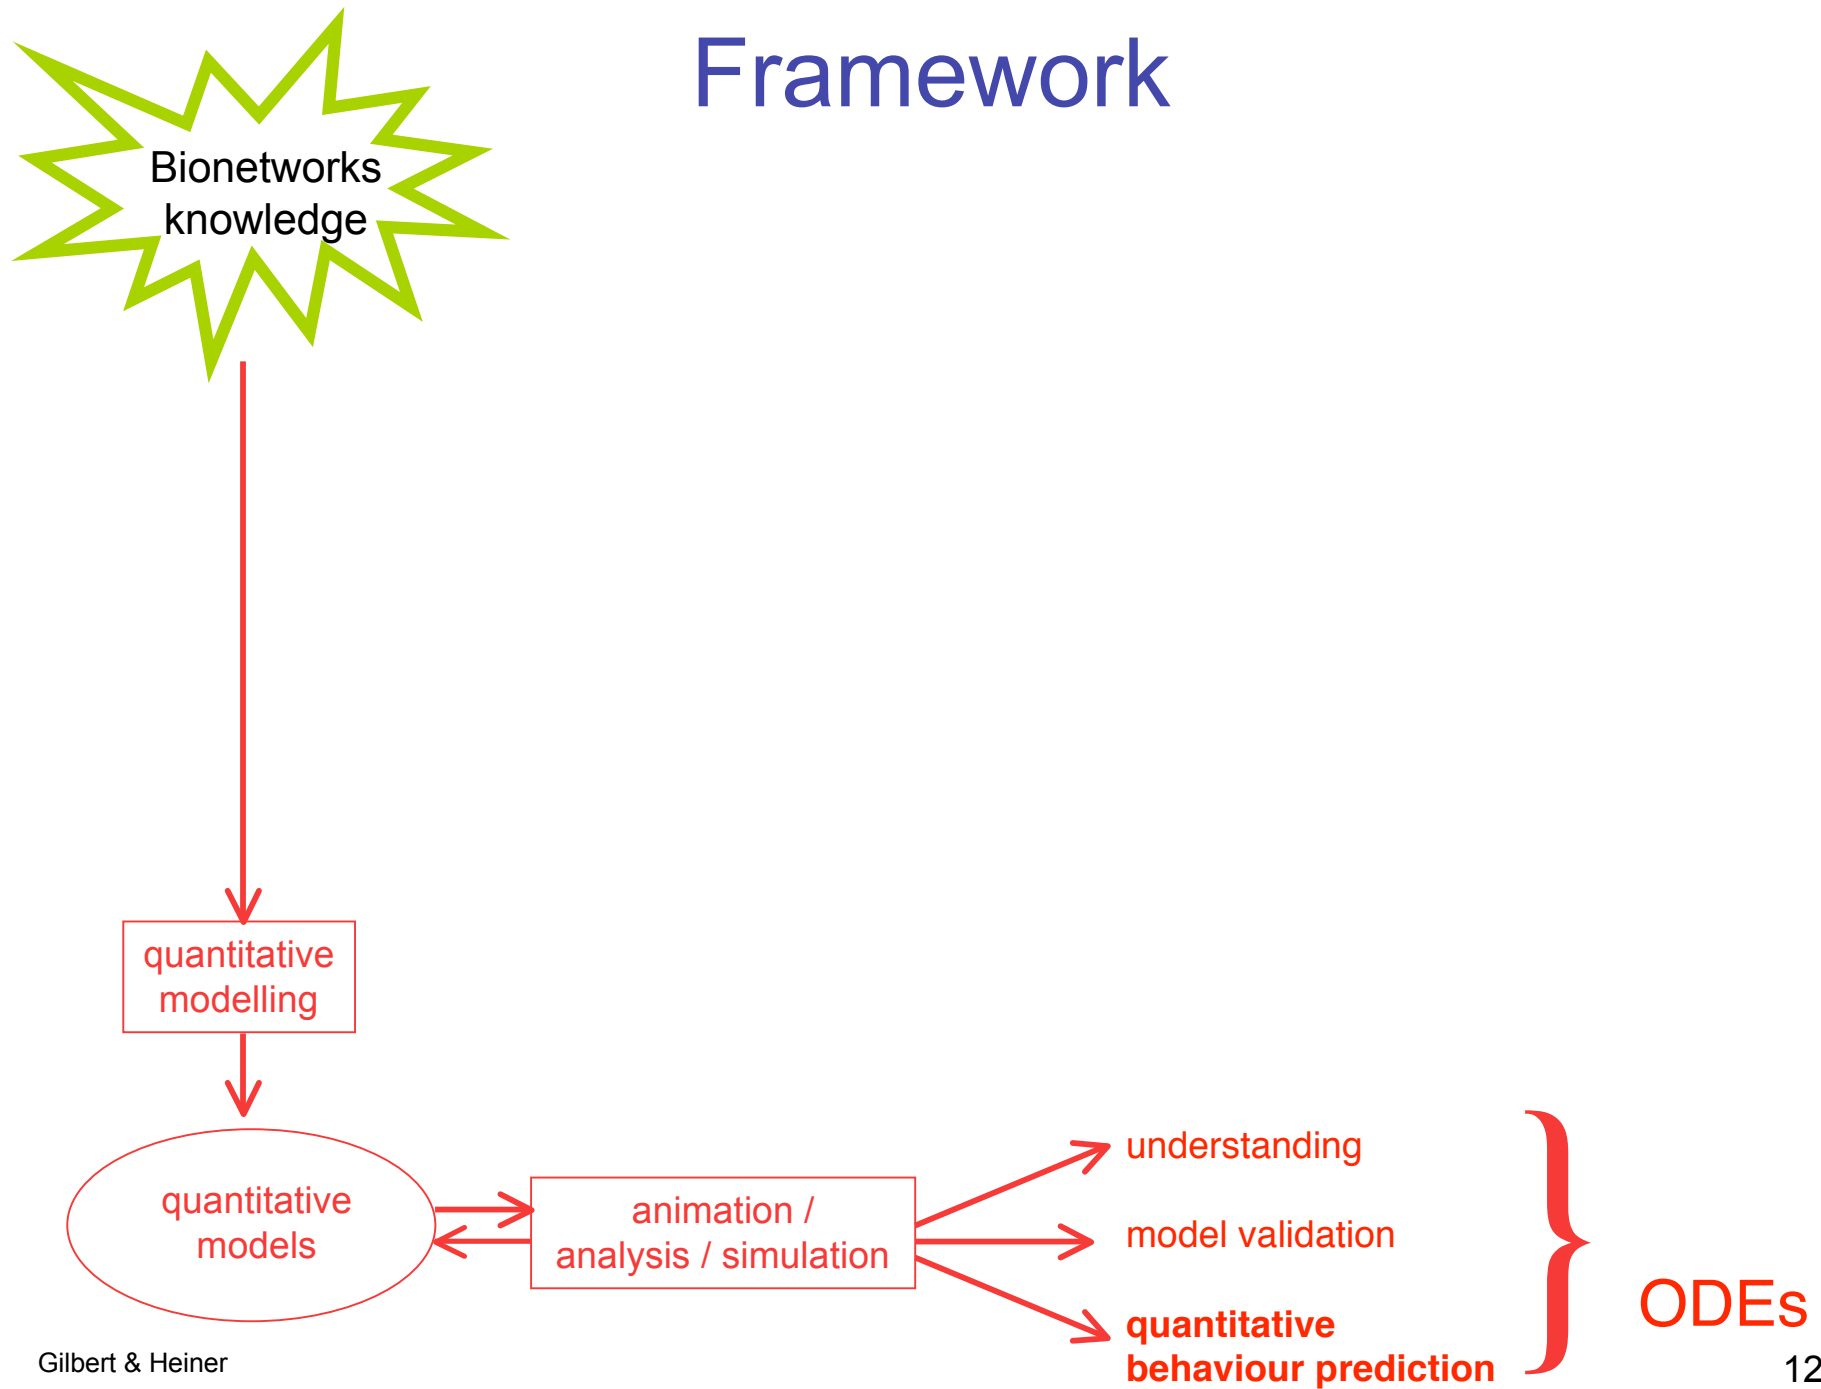 Framework
Bionetworks
knowledge
quantitative
modelling
quantitative
models
animation /
analysis / simulation
understanding
model validation
quantitative
behaviour prediction
ODEs
Gilbert & Heiner
12